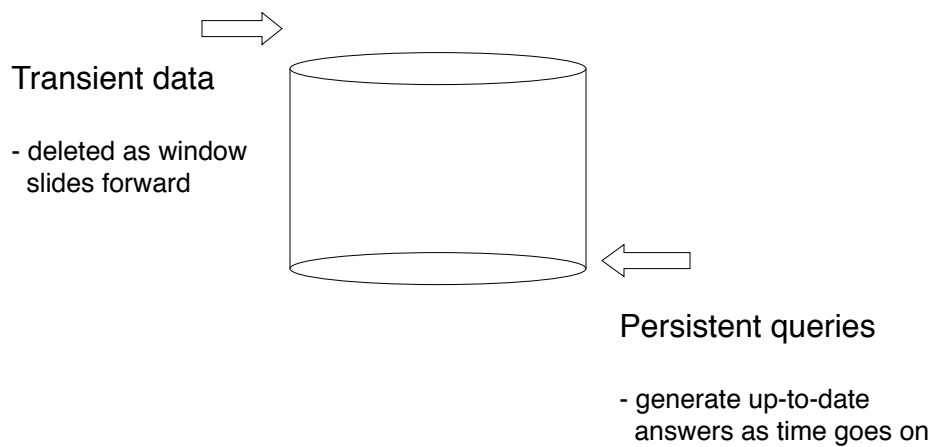 Transient data
- deleted as window
slides forward
Persistent queries
- generate up-to-date
answers as time goes on